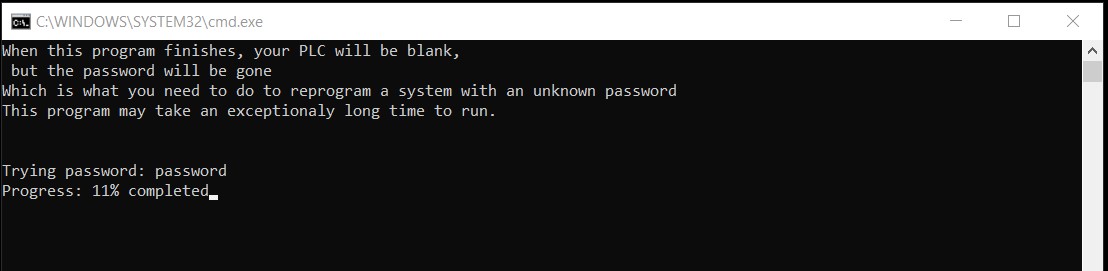 C:\WINDOWS\SYSTEM32\cmd.exe
When this program finishes, your PLC will be blank,
but the password will be gone
Which is what you need to do to reprogram a system with an unknown password
This program may take an exceptionaly long time to run.
Trying password: password
Progress: 11% completed